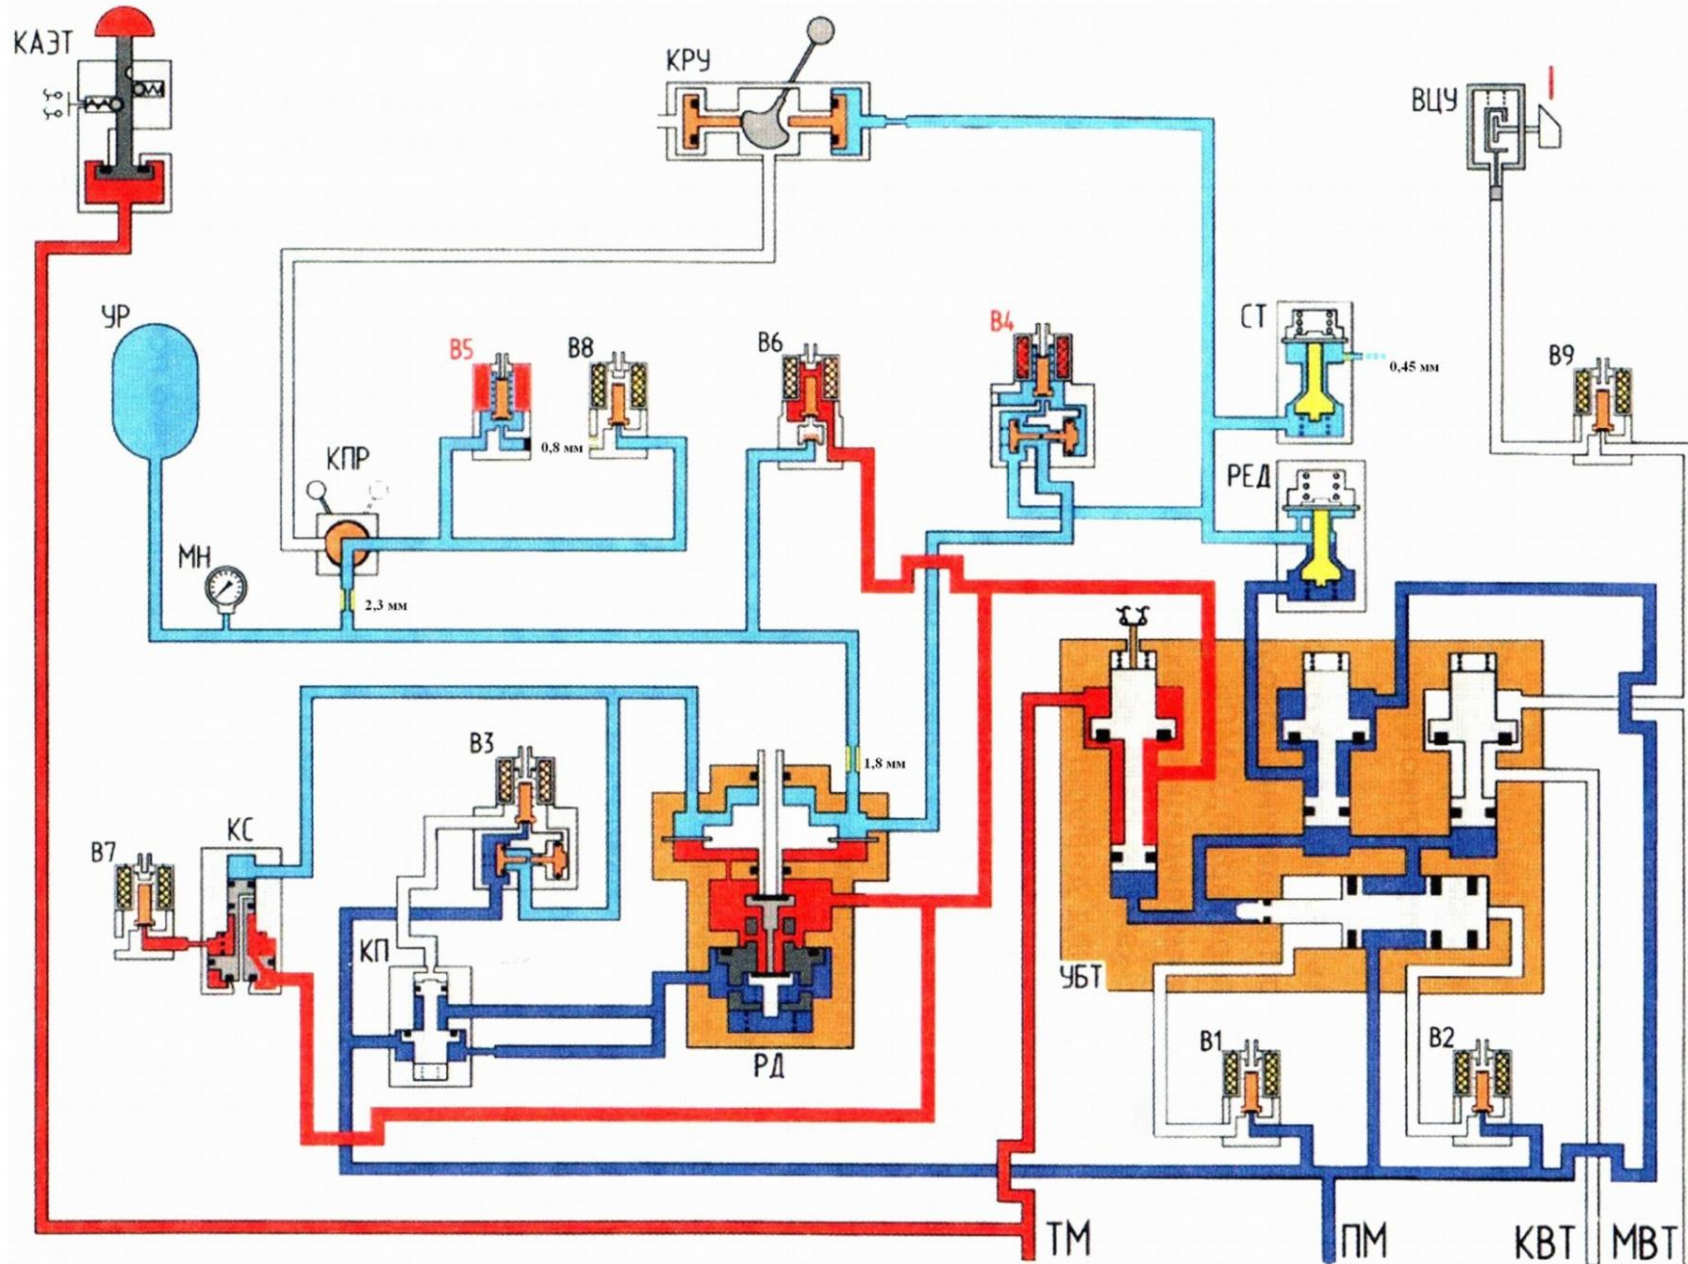 КАЭТ
КРУ
ВЦУ
УР
СТ
0,45 мм
В5
В8
В6
В4
В9
0,8 мм
КПР
РЕД
МН
2,3 мм
В3
1,8 мм
КС
В7
КП
УБТ
РД
В1
В2
ТМ
ПМ
КВТ
МВТ